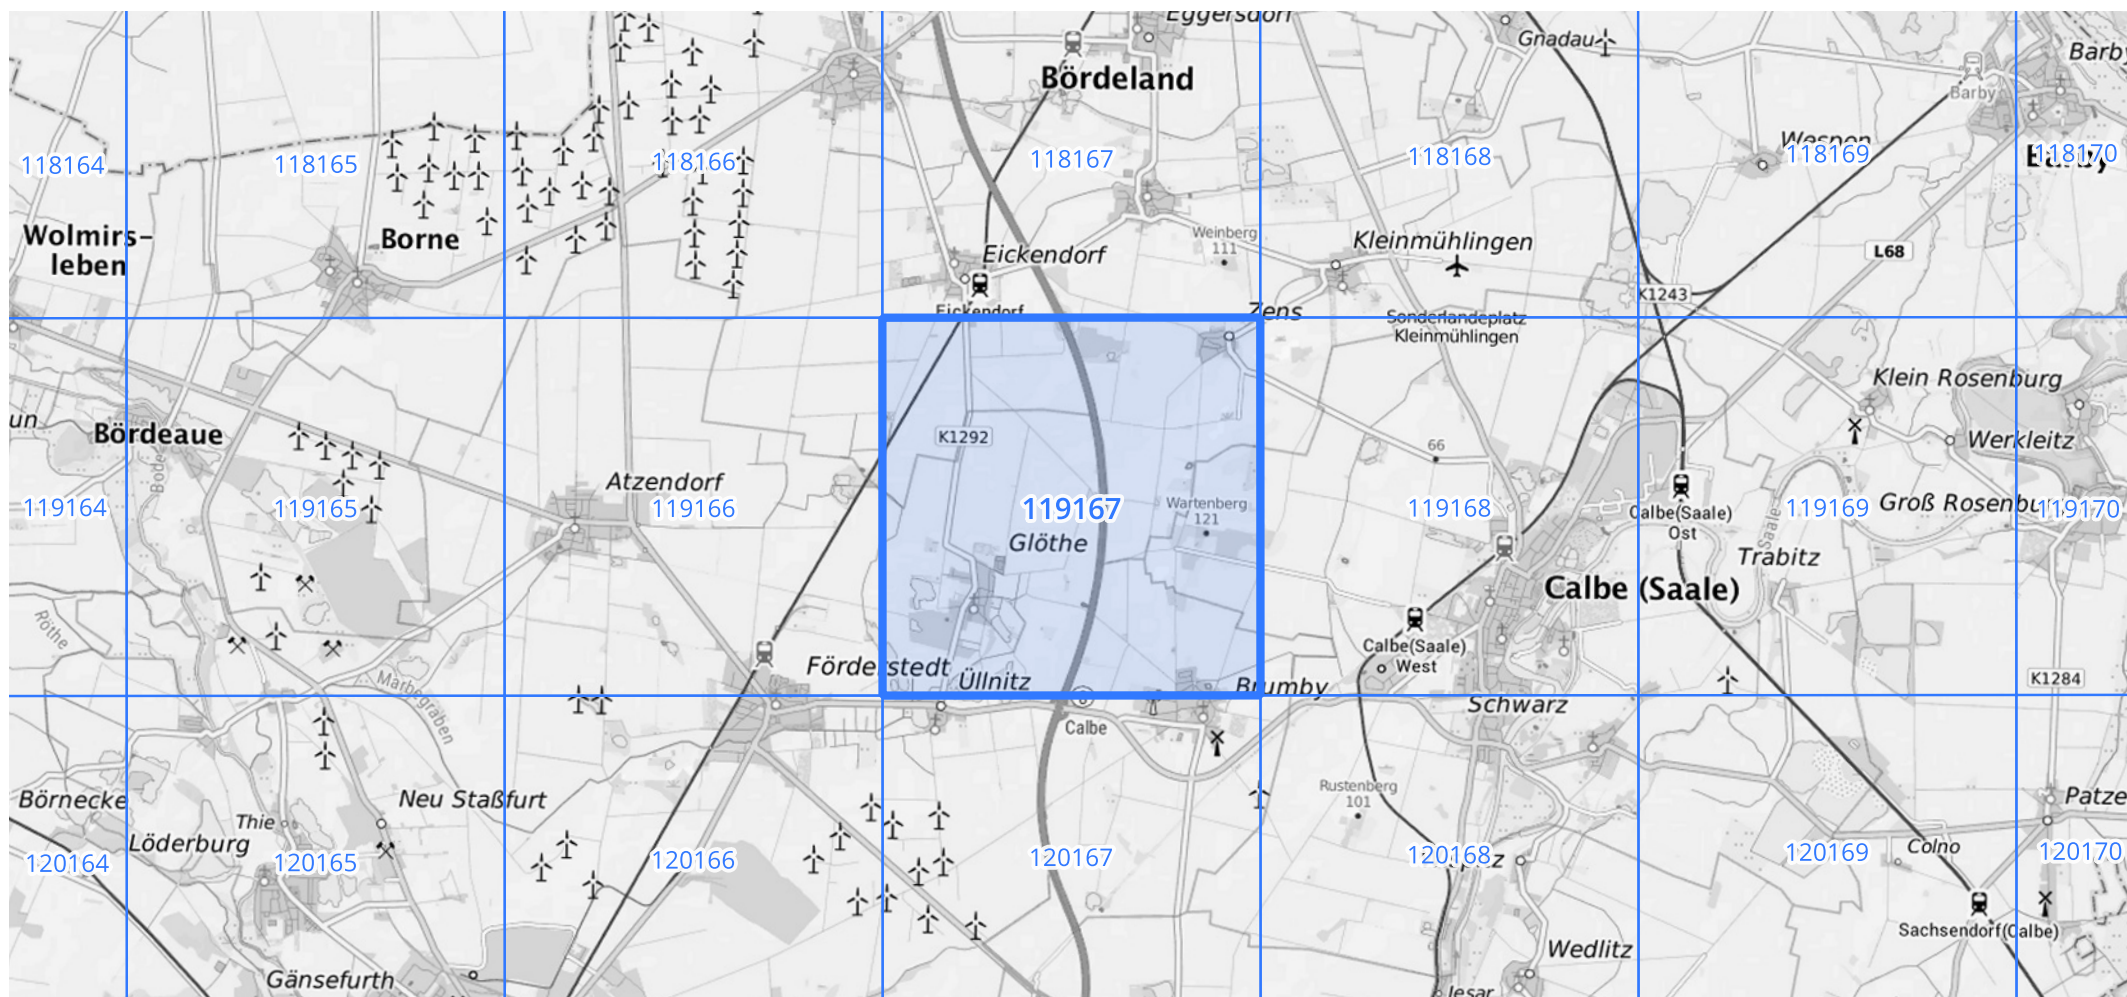 Eggersdorf
Gnadau
Barby
Bördeland
Barby
118164
118165
118166
118167
118168
Wespen
118169
118170
Barby
Wolmirs-
leben
Borne
Eickendorf
Weinberg
111
Kleinmühlingen
L68
K1243
Eickendorf
Zens
Sonderlandeplatz
Kleinmühlingen
Klein Rosenburg
un
Bördeaue
K1292
66
Werkleitz
Bode
Atzendorf
119164
119165
119166
119167
Wartenberg
121
119168
Calbe(Saale)
Ost
119169
Groß Rosenburg
119170
Saale
Glöthe
Trabitz
Calbe (Saale)
Röthe
Calbe(Saale)
West
Förderstedt
Üllnitz
Brumby
Marbegraben
K1284
Schwarz
Calbe
Börnecke
Neu Staßfurt
Rustenberg
101
Patze
Thie
Löderburg
Colno
120164
120165
120166
120167
120168
120169
120170
Sachsendorf(Calbe)
Wedlitz
Gänsefurth